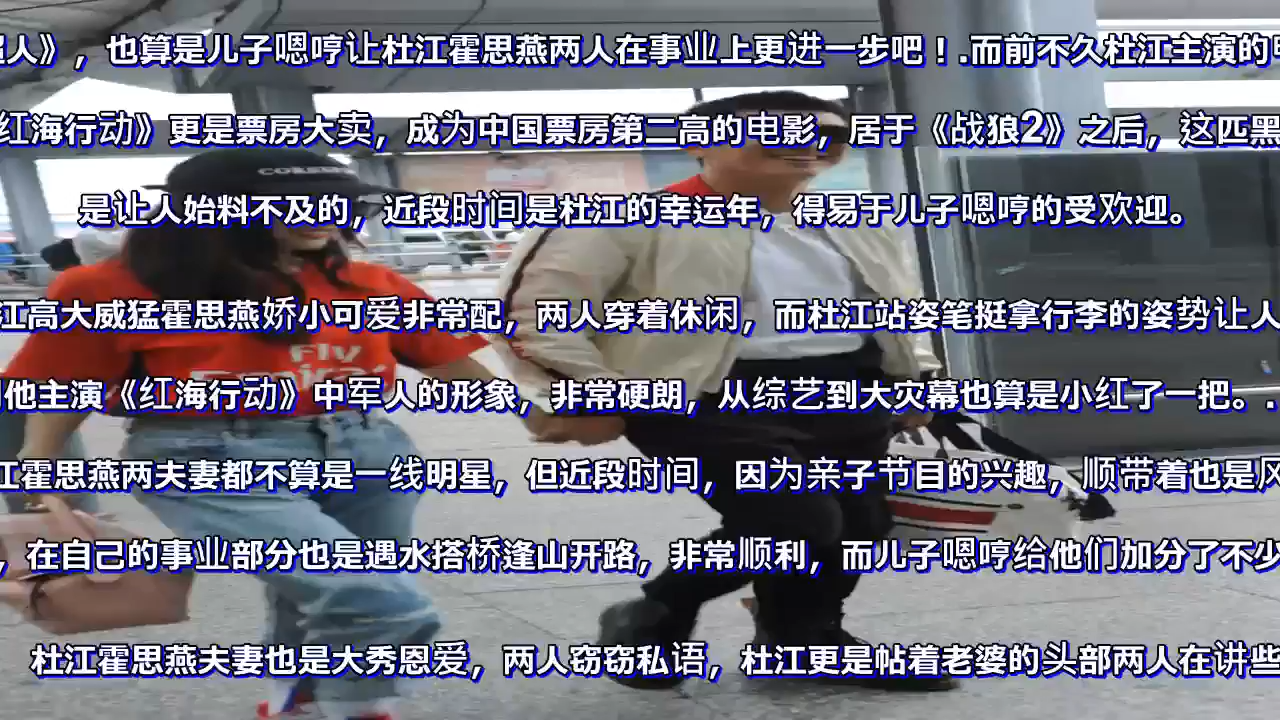 人》，也算是儿子嗯哼让杜江霍思燕两人在事业上更进一步吧！.而前不久杜江主演的
红海行动》更是票房大卖，成为中国票房第二高的电影，居于《战狼2》之后，这匹黑
是让人始料不及的，近段时间是杜江的幸运年，得易于儿子嗯哼的受欢迎。
江高大威猛霍思燕娇小可爱非常配，两人穿着休闲，而杜江站姿笔挺拿行李的姿势让人
他主演《红海行动》中军人的形象，非常硬朗，从综艺到大灾幕也算是小红了一把。.
江霍思燕两夫妻都不算是一线明星，但近段时间，因为亲子节目的兴趣，顺带着也是风
，在自己的事业部分也是遇水搭桥逢山开路，非常顺利，而儿子嗯哼给他们加分了不少
杜江霍思燕夫妻也是大秀恩爱，两人窃窃私语，杜江更是帖着老婆的头部两人在讲些
Fly